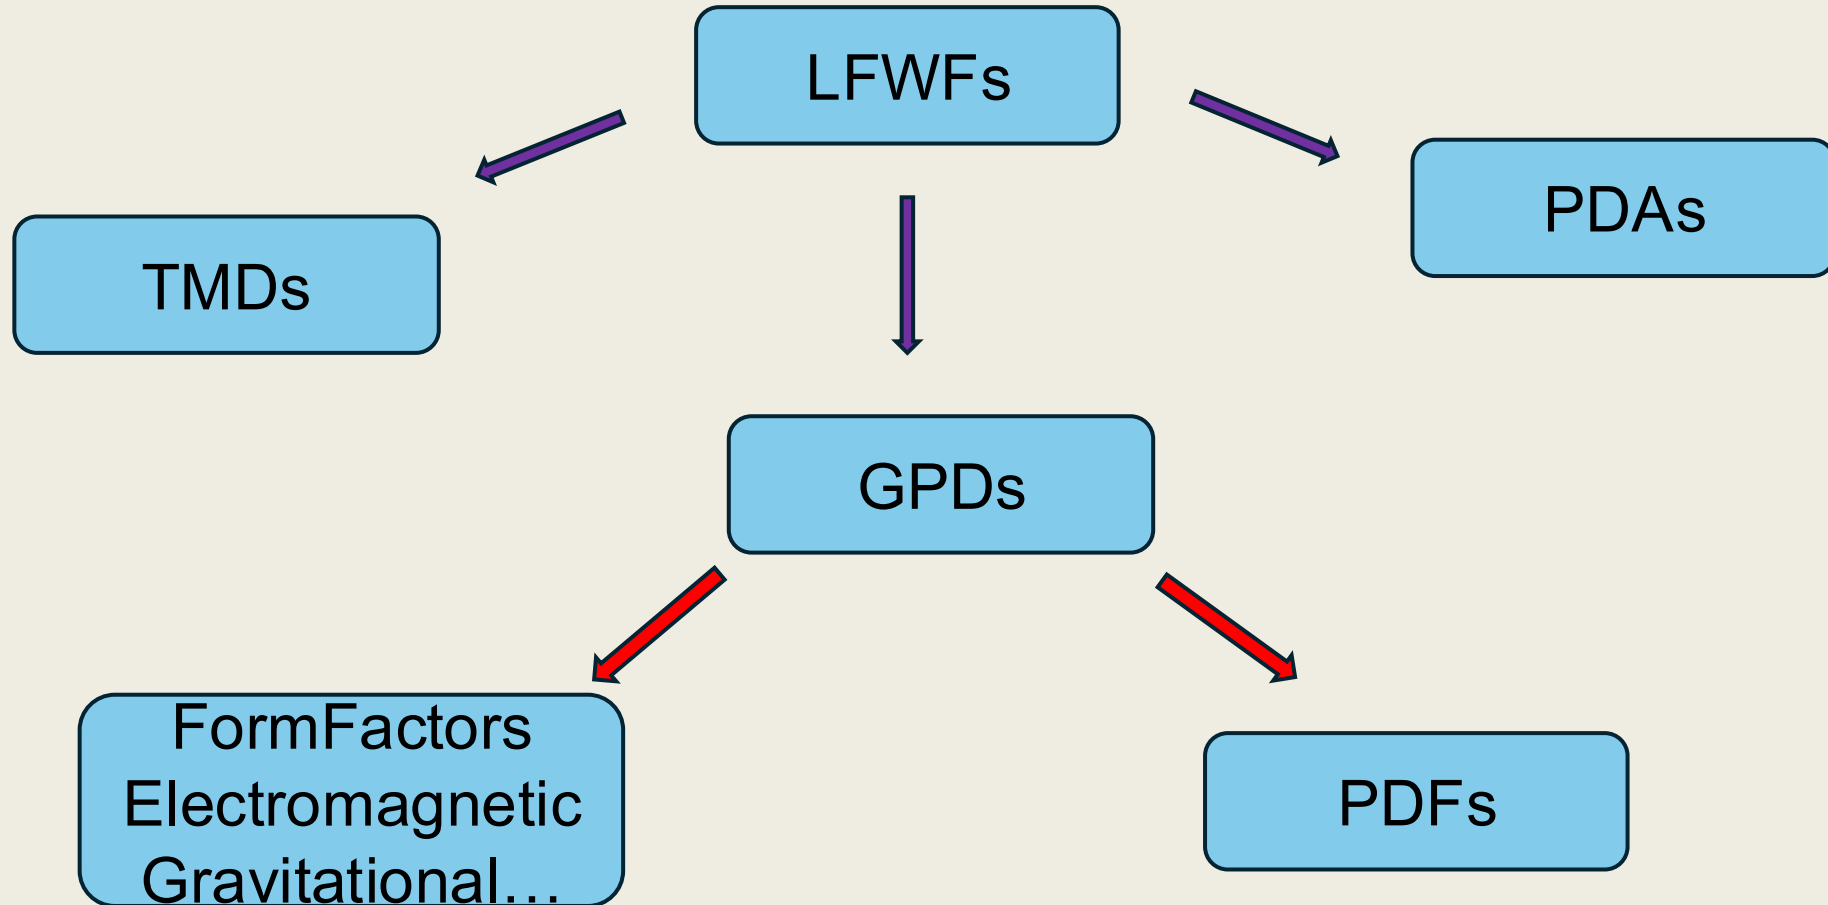 LFWFs
PDAs
TMDs
GPDs
FormFactors
Electromagnetic
Gravitational…
PDFs